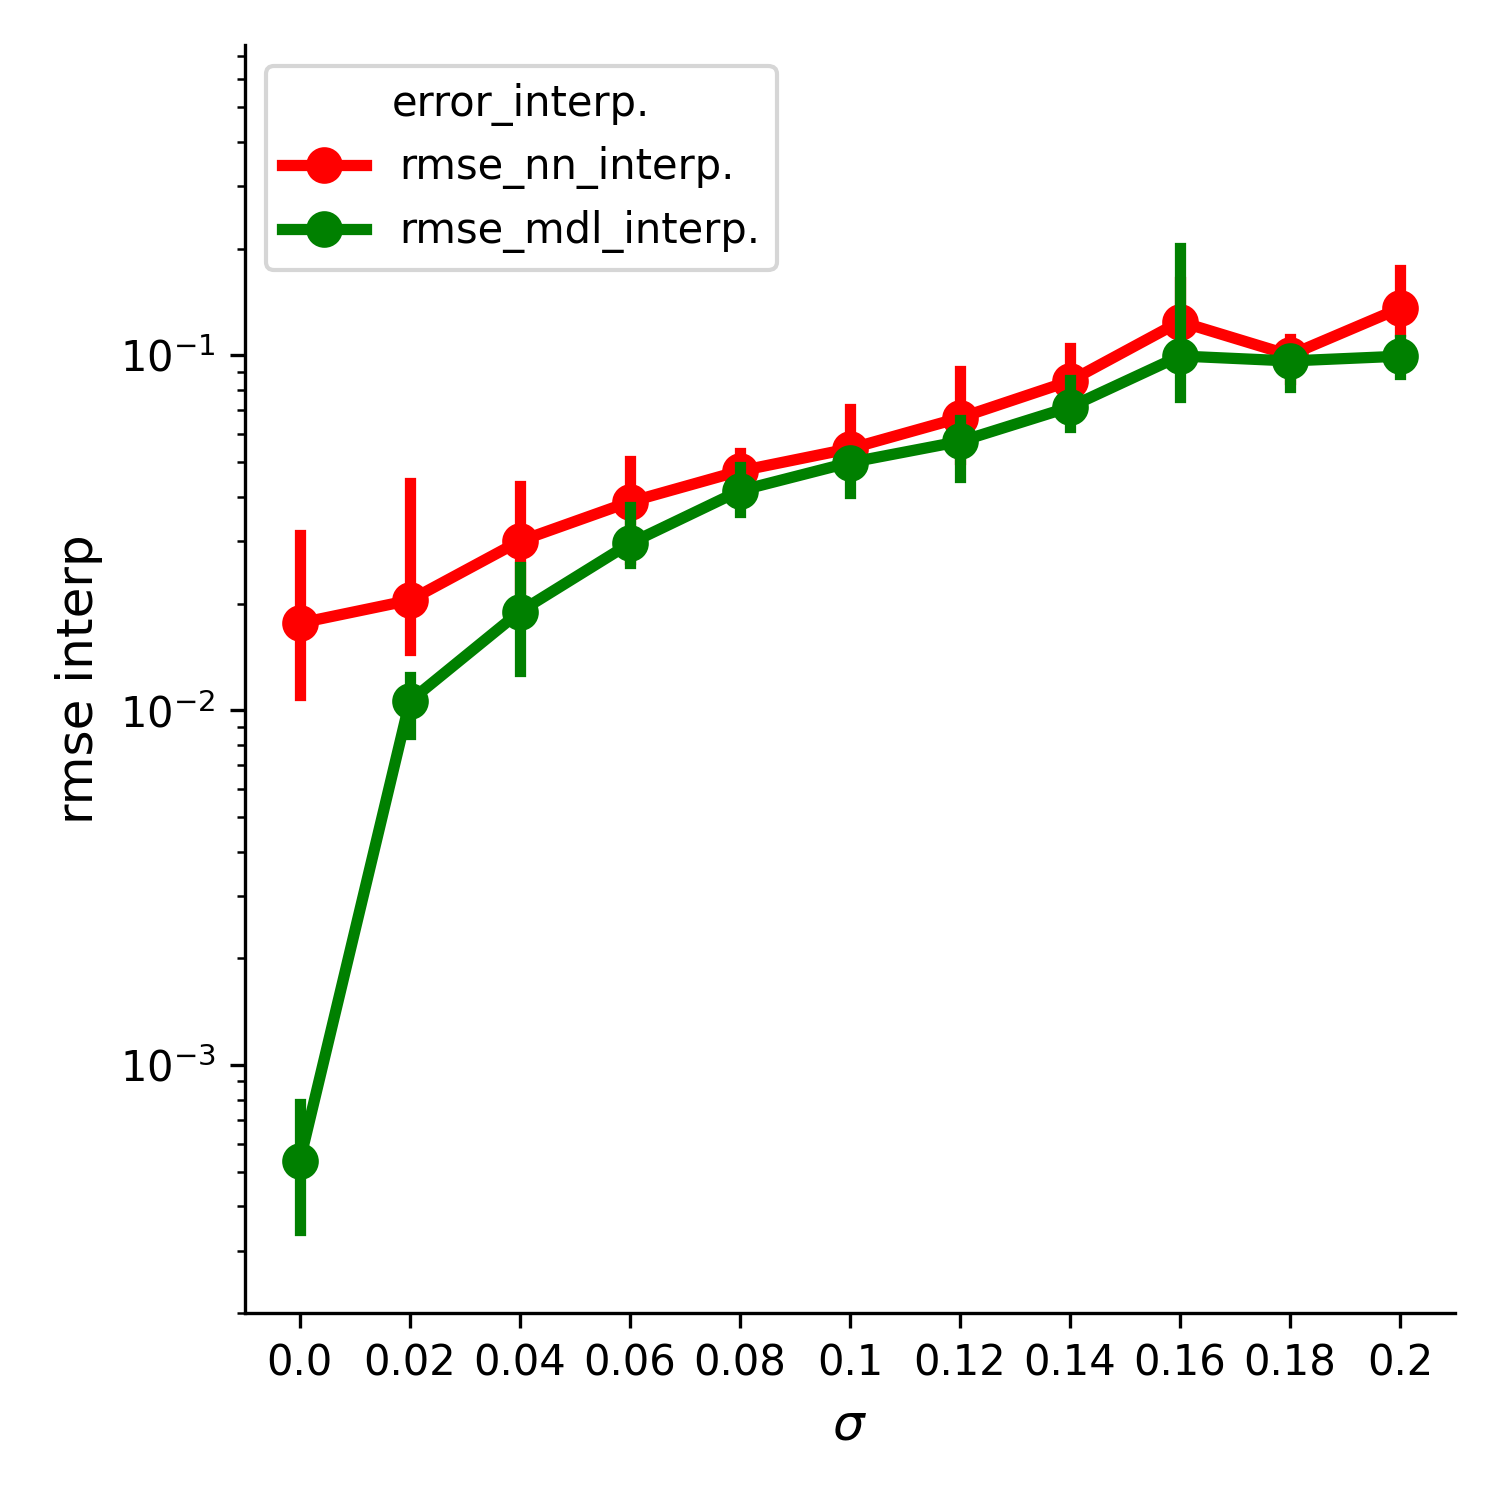 error_interp.
rmse_nn_interp.
rmse_mdl_interp.
rmse interp
10⁻¹
10⁻²
10⁻³
0.0 0.02 0.04 0.06 0.08 0.1 0.12 0.14 0.16 0.18 0.2
σ